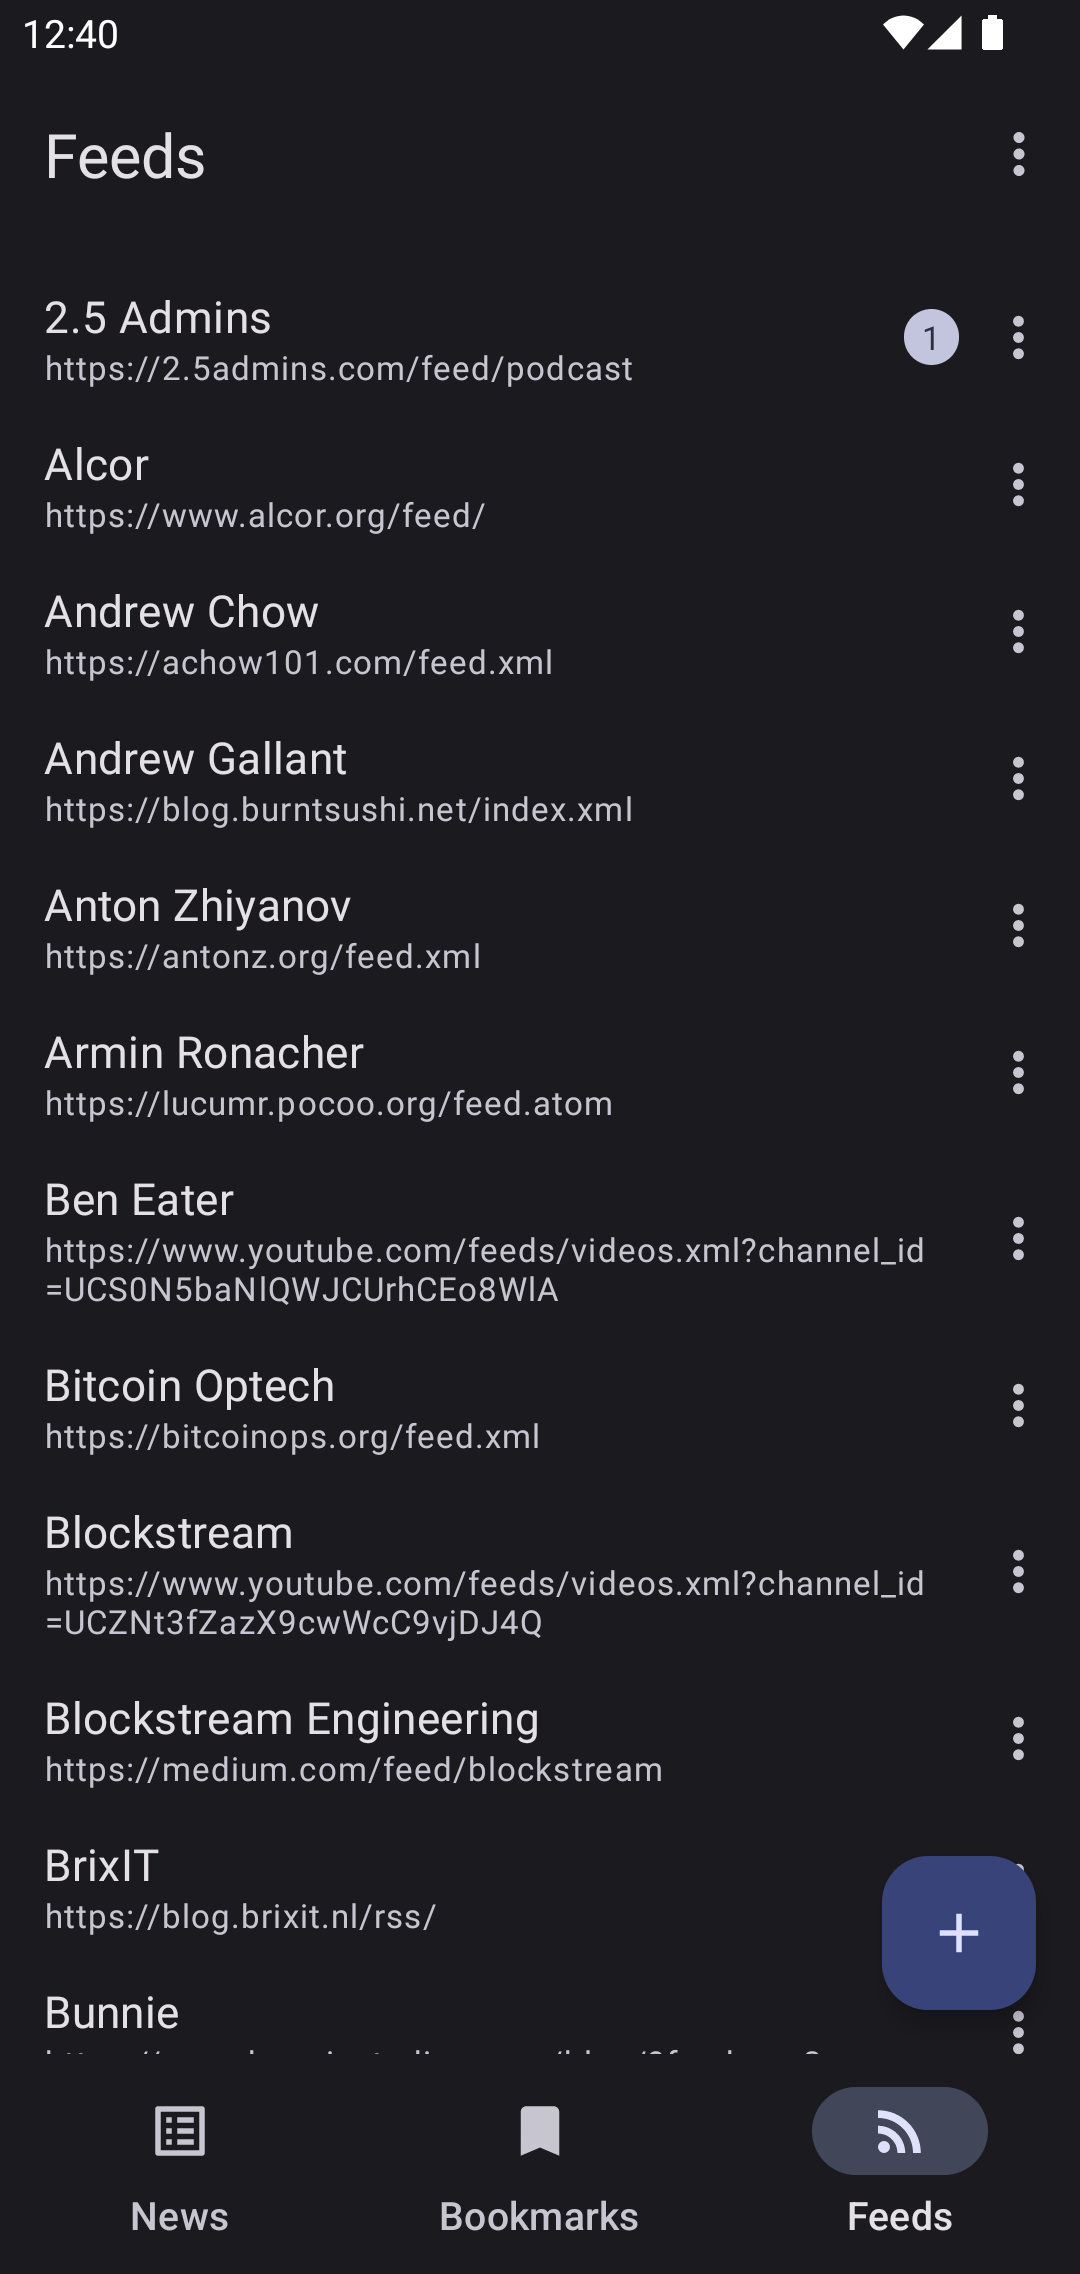 12:40
Feeds
2.5 Admins
1
https://2.5admins.com/feed/podcast
Alcor
https://www.alcor.org/feed/
Andrew Chow
https://achow101.com/feed.xml
Andrew Gallant
https://blog.burntsushi.net/index.xml
Anton Zhiyanov
https://antonz.org/feed.xml
Armin Ronacher
https://lucumr.pocoo.org/feed.atom
Ben Eater
https://www.youtube.com/feeds/videos.xml?channel_id
=UCS0N5baNlQWJCUrhCEo8WlA
Bitcoin Optech
https://bitcoinops.org/feed.xml
Blockstream
https://www.youtube.com/feeds/videos.xml?channel_id
=UCZNt3fZazX9cwWcC9vjDJ4Q
Blockstream Engineering
https://medium.com/feed/blockstream
BrixIT
https://blog.brixit.nl/rss/
Bunnie
News
Bookmarks
Feeds